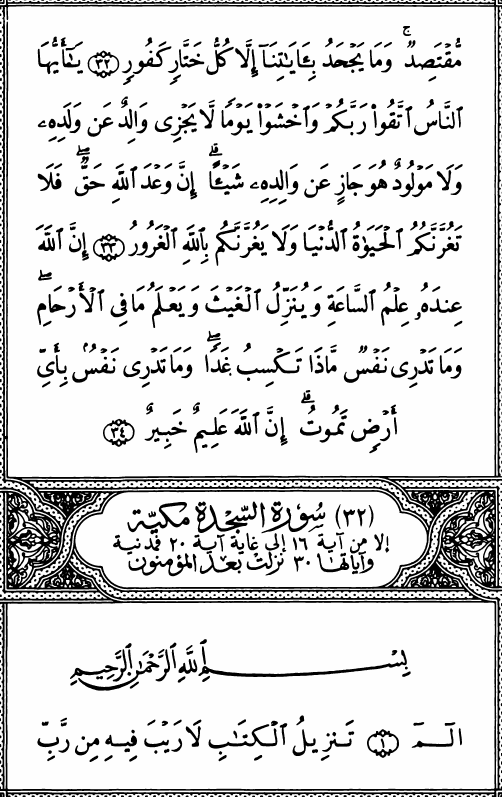 مُّقْتَصِدٌۚ وَمَا يَجْحَدُ بِـَٔايَٰتِنَآ إِلَّا كُلُّ خَتَّارٖ كَفُورٖ ٣٢ يَٰٓأَيُّهَا
ٱلنَّاسُ ٱتَّقُواْ رَبَّكُمۡ وَٱخۡشَوۡاْ يَوۡمٗا لَّا يَجۡزِي وَالِدٌ عَن وَلَدِهِۦ
وَلَا مَوۡلُودٌ هُوَ جَازٍ عَن وَالِدِهِۦ شَيۡـًٔاۚ إِنَّ وَعۡدَ ٱللَّهِ حَقّٞۖ فَلَا
تَغُرَّنَّكُمُ ٱلۡحَيَوٰةُ ٱلدُّنۡيَا وَلَا يَغُرَّنَّكُم بِٱللَّهِ ٱلۡغَرُورُ ٣٣ إِنَّ ٱللَّهَ
عِندَهُۥ عِلۡمُ ٱلسَّاعَةِ وَيُنَزِّلُ ٱلۡغَيۡثَ وَيَعۡلَمُ مَا فِي ٱلۡأَرۡحَامِۖ
وَمَا تَدۡرِي نَفۡسٞ مَّاذَا تَكۡسِبُ غَدٗاۖ وَمَا تَدۡرِي نَفۡسُۢ بِأَيِّ
أَرۡضٖ تَمُوتُۚ إِنَّ ٱللَّهَ عَلِيمٌ خَبِيرُۢ ٣٤
(٣٢) سُورَة السَّجْدَة مَكيّة
إلا من آية ١٦ إلى غاية آية ٢٠ فمدنية
وآياتها ٣٠ نزلت بعد المؤمنون
بِسۡمِ ٱللَّهِ ٱلرَّحۡمَٰنِ ٱلرَّحِيمِ
الٓمٓ ١ تَنزِيلُ ٱلۡكِتَٰبِ لَا رَيۡبَ فِيهِ مِن رَّبِّ